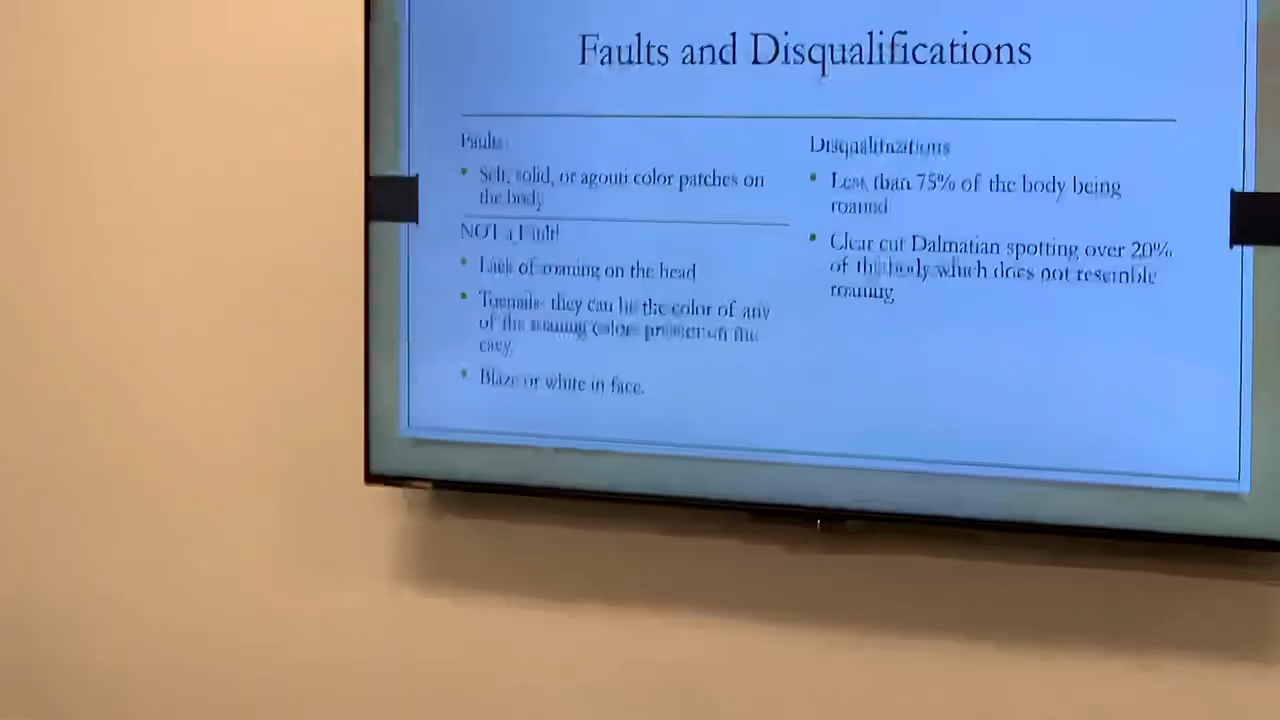 Faults and Disqualifications
Faults
Self, solid, or agouti color patches on
the body
NOT a Fault!
Lack of roaning on the head
Toenails- they can be the color of any
of the roaning colors present on the
cavy.
Blaze or white in face.
Disqualifications
Less than 75% of the body being
roaned
Clear cut Dalmatian spotting over 20%
of the body which does not resemble
roaning